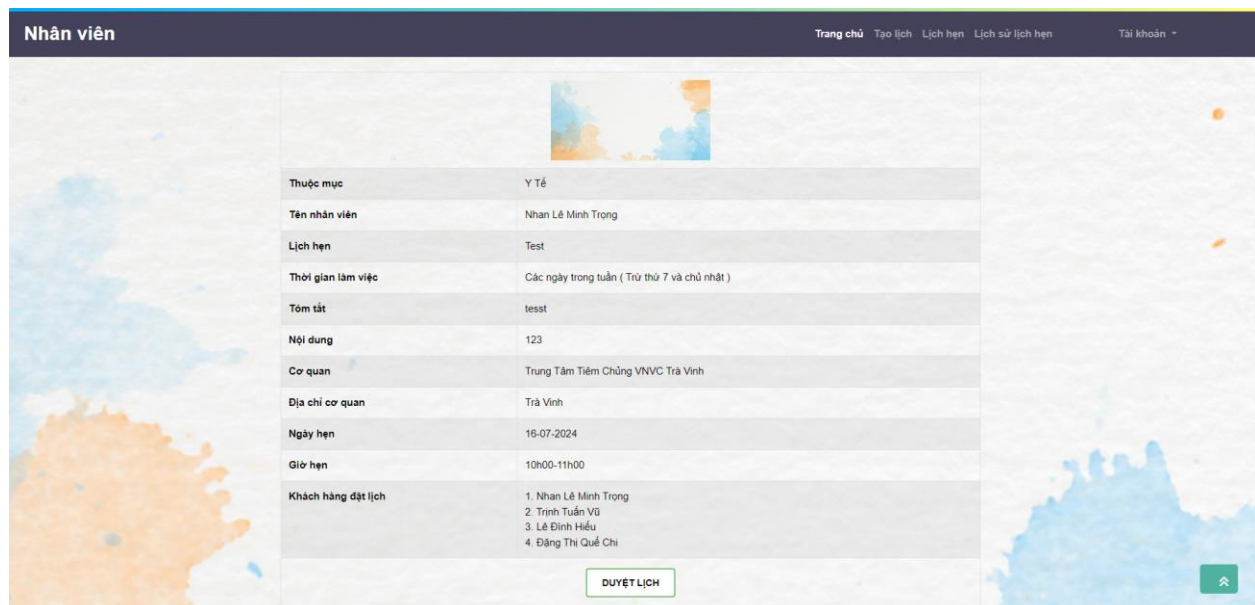 Nhân viên
Trang chủ Tạo lịch Lịch hẹn Lịch sử lịch hẹn Tài khoản
Thuộc mục Y Tế
Tên nhân viên Nhan Lê Minh Trọng
Lịch hẹn Test
Thời gian làm việc Các ngày trong tuần ( Trừ thứ 7 và chủ nhật )
Tóm tắt tesst
Nội dung 123
Cơ quan Trung Tâm Tiêm Chủng VNVC Trà Vinh
Địa chỉ cơ quan Trà Vinh
Ngày hẹn 16-07-2024
Giờ hẹn 10h00-11h00
Khách hàng đặt lịch 1. Nhan Lê Minh Trọng
2. Trịnh Tuấn Vũ
3. Lê Đình Hiếu
4. Đặng Thị Quế Chi
DUYỆT LỊCH